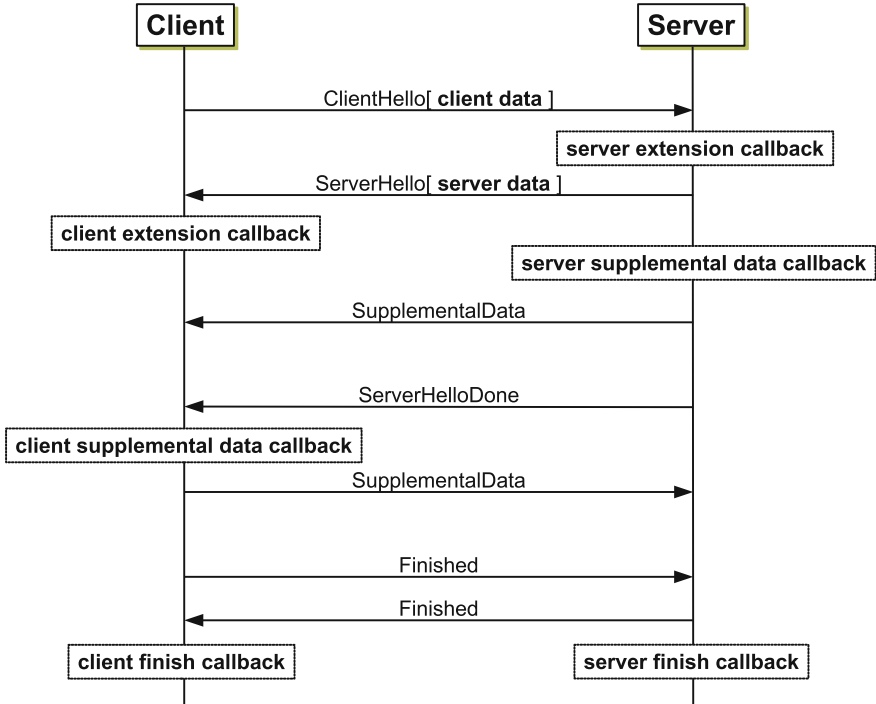 Client
Server
ClientHello[ client data ]
server extension callback
ServerHello[ server data ]
client extension callback
server supplemental data callback
SupplementalData
ServerHelloDone
client supplemental data callback
SupplementalData
Finished
Finished
client finish callback
server finish callback